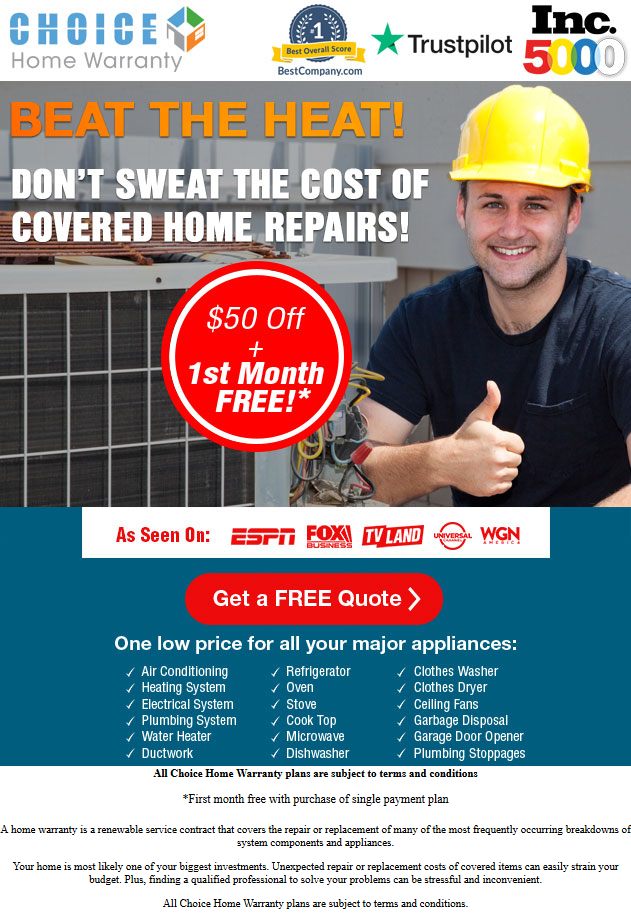 CHOICE
Home Warranty
#1
Best Overall Score
BestCompany.com
Trustpilot
Inc.
5000
BEAT THE HEAT!
DON'T SWEAT THE COST OF
COVERED HOME REPAIRS!
$50 Off
+
1st Month
FREE!*
As Seen On:
ESPN
FOX
BUSINESS
TV LAND
UNIVERSAL
CHANNEL
WGN
AMERICA
Get a FREE Quote
One low price for all your major appliances:
✓ Air Conditioning
✓ Heating System
✓ Electrical System
✓ Plumbing System
✓ Water Heater
✓ Ductwork
✓ Refrigerator
✓ Oven
✓ Stove
✓ Cook Top
✓ Microwave
✓ Dishwasher
✓ Clothes Washer
✓ Clothes Dryer
✓ Ceiling Fans
✓ Garbage Disposal
✓ Garage Door Opener
✓ Plumbing Stoppages
All Choice Home Warranty plans are subject to terms and conditions
*First month free with purchase of single payment plan
A home warranty is a renewable service contract that covers the repair or replacement of many of the most frequently occurring breakdowns of
system components and appliances.
Your home is most likely one of your biggest investments. Unexpected repair or replacement costs of covered items can easily strain your
budget. Plus, finding a qualified professional to solve your problems can be stressful and inconvenient.
All Choice Home Warranty plans are subject to terms and conditions.